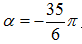 α = −35/6 π.